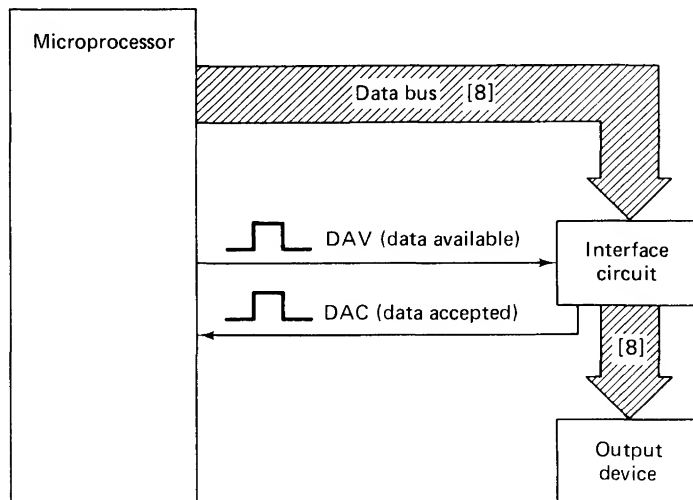 Microprocessor
Data bus [8]
DAV (data available)
Interface
circuit
DAC (data accepted)
[8]
Output
device